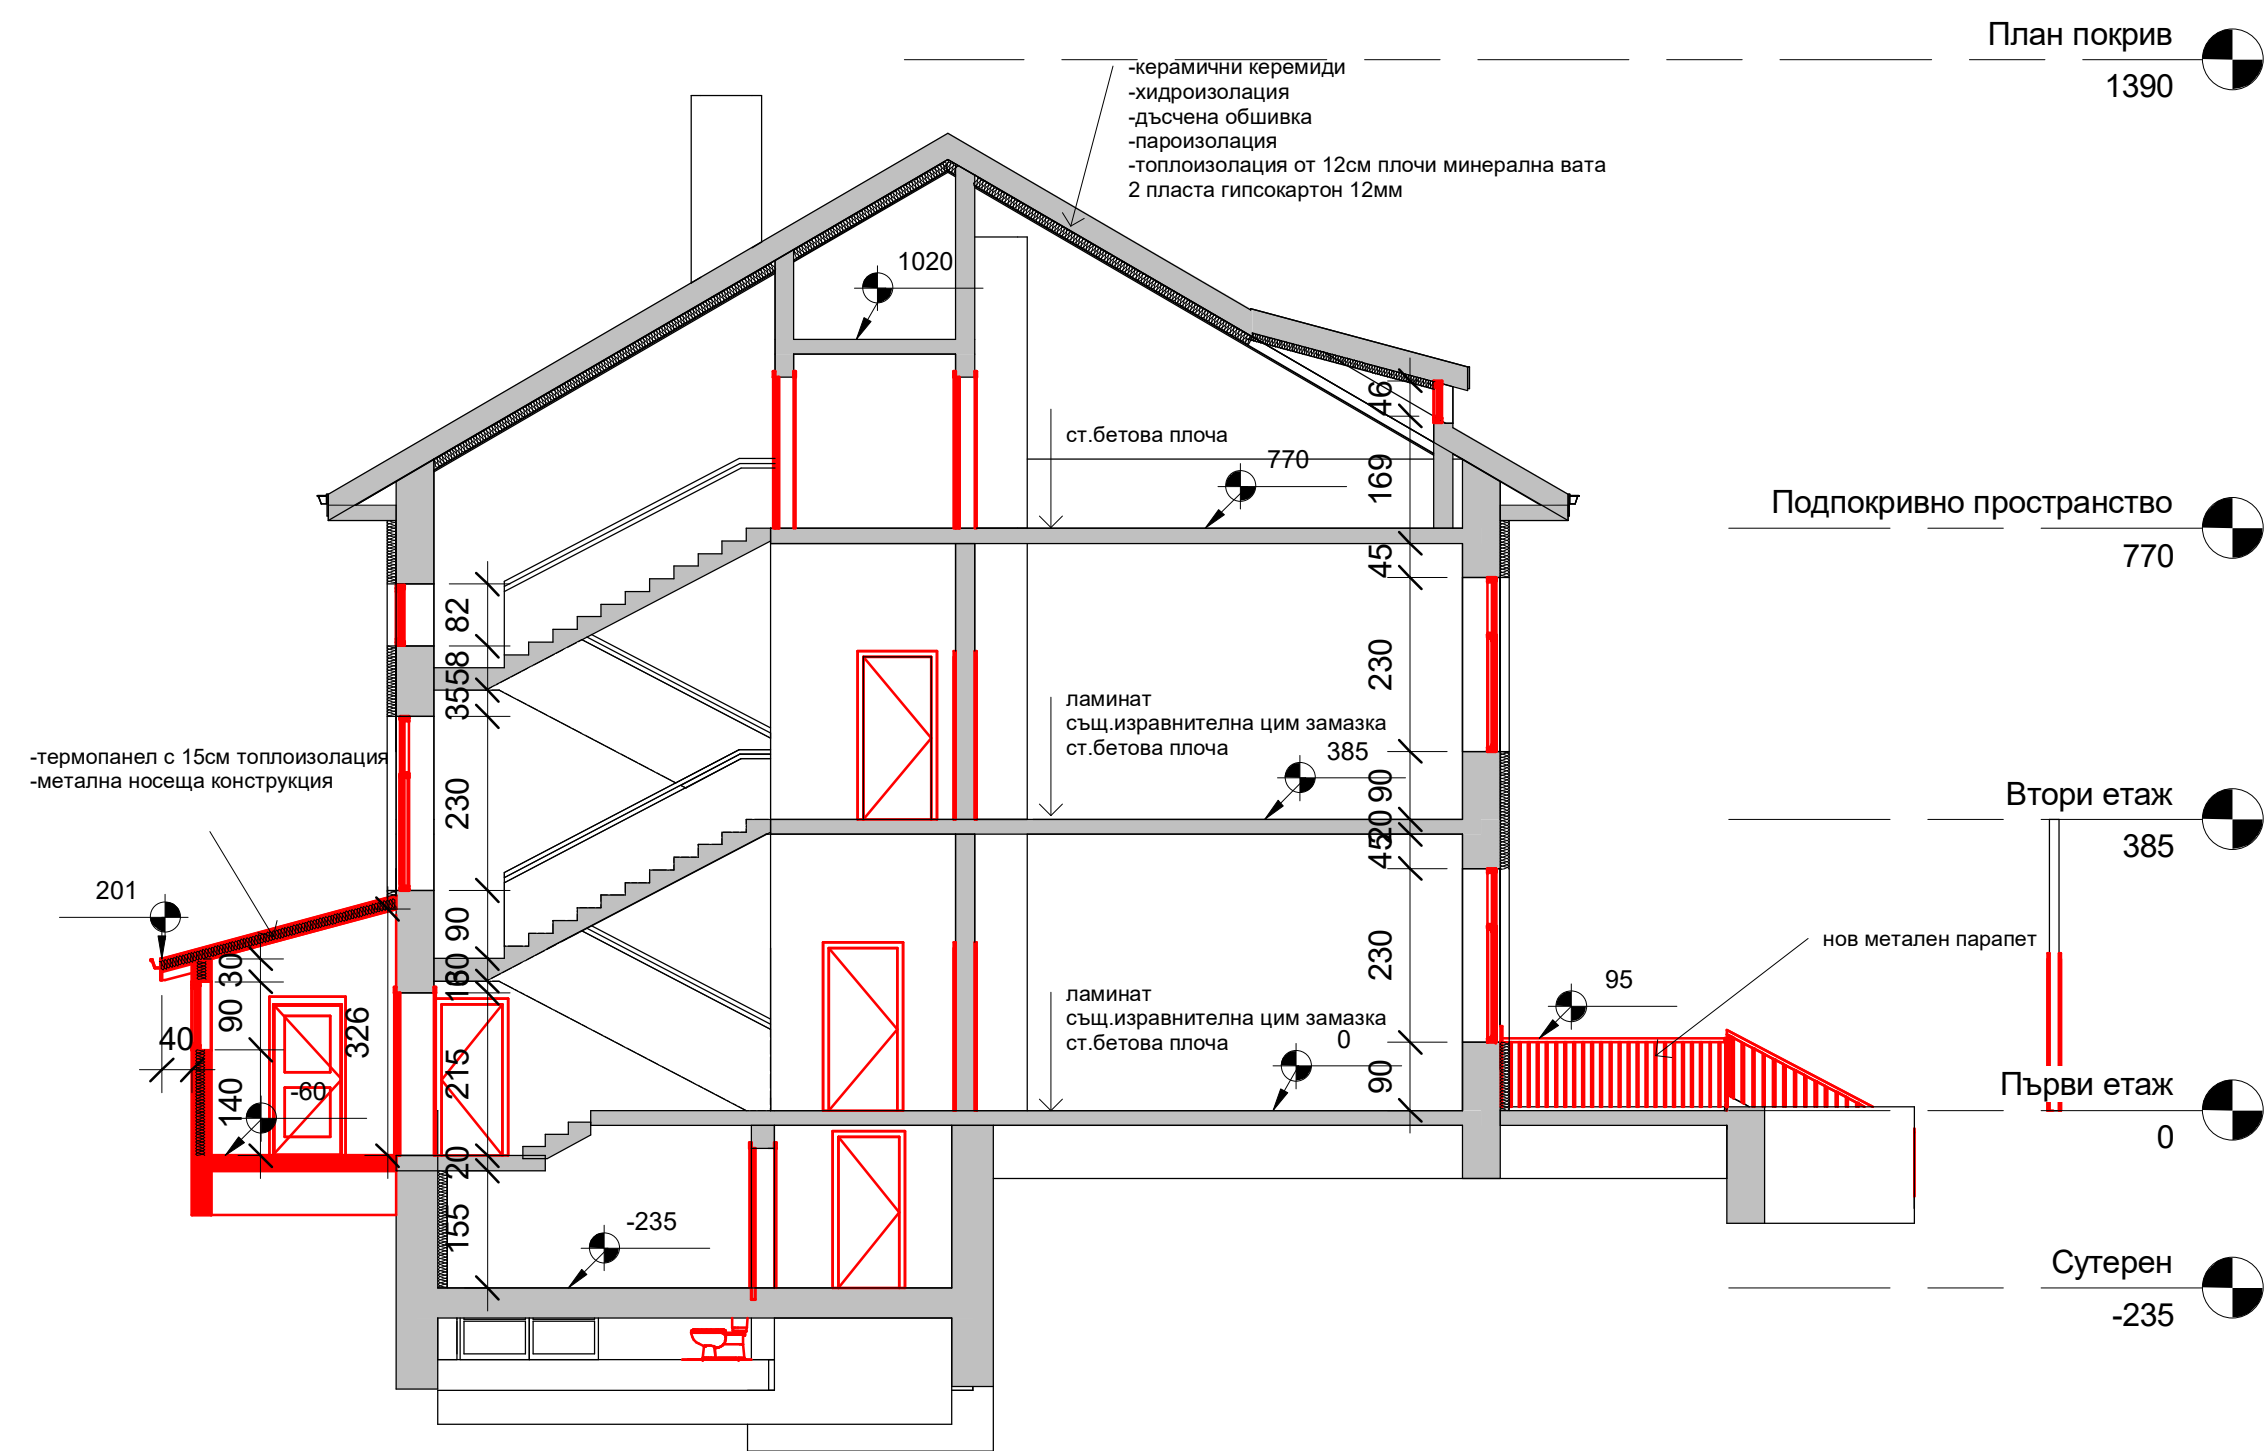 План покрив
1390
-керамични керемиди
-хидроизолация
-дъсчена обшивка
-пароизолация
-топлоизолация от 12см плочи минерална вата
2 пласта гипсокартон 12мм
1020
46
ст.бетова плоча
770
169
Подпокривно пространство
770
45
82
58
35
230
230
ламинат
същ.изравнителна цим замазка
ст.бетова плоча
385
-термопанел с 15см топлоизолация
-метална носеща конструкция
90
20
45
Втори етаж
385
201
90
230
нов метален парапет
30
180
90
40
326
95
ламинат
същ.изравнителна цим замазка
ст.бетова плоча
0
140
-60
215
90
Първи етаж
0
20
155
-235
Сутерен
-235